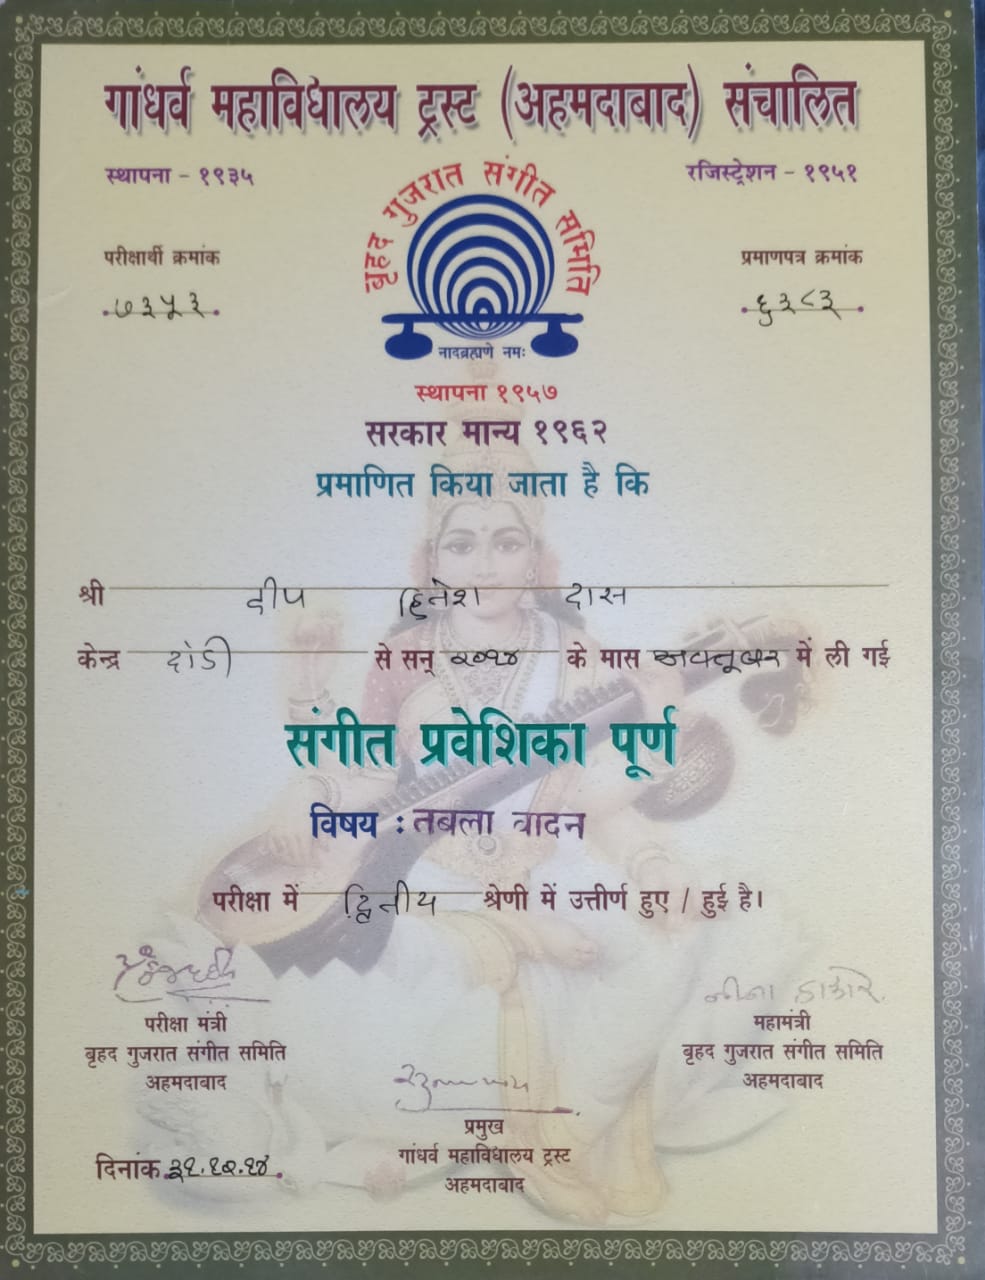 गांधर्व महाविधालय ट्रस्ट (अहमदाबाद) संचालित
स्थापना - १९३५
रजिस्ट्रेशन - १९५१
बृहद गुजरात संगीत समिति
परीक्षार्थी क्रमांक
प्रमाणपत्र क्रमांक
७३५३
६३८३
नादब्रह्मणे नमः
स्थापना १९५७
सरकार मान्य १९६२
प्रमाणित किया जाता है कि
श्री दीप हितेश दास
केन्द्र दांडी से सन् २०१४ के मास अक्तूबर में ली गई
संगीत प्रवेशिका पूर्ण
विषय : तबला वादन
परीक्षा में द्वितीय श्रेणी में उत्तीर्ण हुए / हुई है।
परीक्षा मंत्री
बृहद गुजरात संगीत समिति
अहमदाबाद
महामंत्री
बृहद गुजरात संगीत समिति
अहमदाबाद
प्रमुख
गांधर्व महाविधालय ट्रस्ट
अहमदाबाद
दिनांक ३१.१२.१४